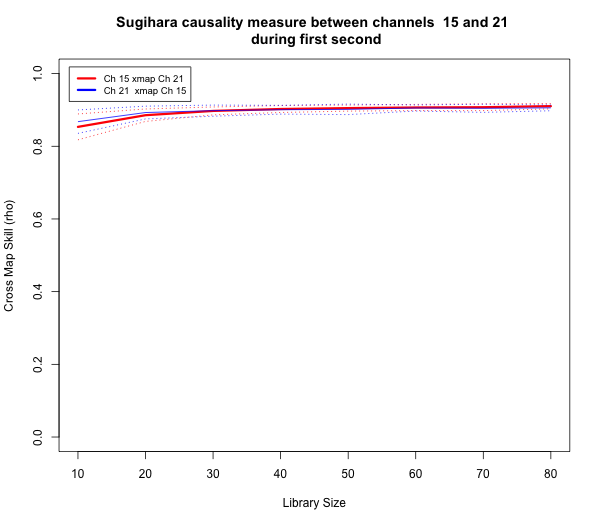 Sugihara causality measure between channels  15 and 21
during first second
Ch 15 xmap Ch 21
Ch 21  xmap Ch 15
Cross Map Skill (rho)
1.0
0.8
0.6
0.4
0.2
0.0
10 20 30 40 50 60 70 80
Library Size